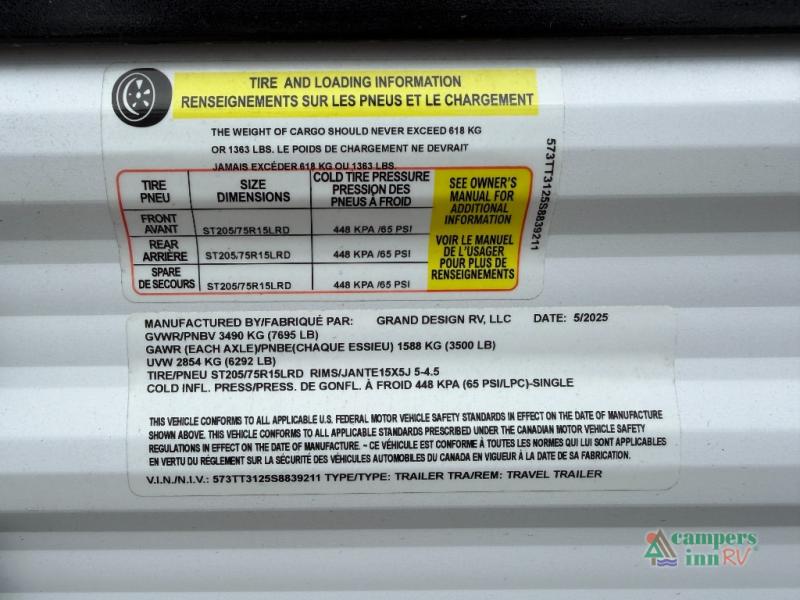 TIRE AND LOADING INFORMATION
RENSEIGNEMENTS SUR LES PNEUS ET LE CHARGEMENT
THE WEIGHT OF CARGO SHOULD NEVER EXCEED 618 KG
OR 1363 LBS. LE POIDS DE CHARGEMENT NE DEVRAIT
JAMAIS EXCÉDER 618 KG OU 1363 LBS.
TIRE PNEU
SIZE DIMENSIONS
COLD TIRE PRESSURE PRESSION DES PNEUS À FROID
FRONT AVANT ST205/75R15LRD 448 KPA /65 PSI
REAR ARRIÈRE ST205/75R15LRD 448 KPA /65 PSI
SPARE DE SECOURS ST205/75R15LRD 448 KPA /65 PSI
SEE OWNER'S
MANUAL FOR
ADDITIONAL
INFORMATION
VOIR LE MANUEL
DE L'USAGER
POUR PLUS DE
RENSEIGNEMENTS
573TT3125S8839211
MANUFACTURED BY/FABRIQUÉ PAR: GRAND DESIGN RV, LLC DATE: 5/2025
GVWR/PNBV 3490 KG (7695 LB)
GAWR (EACH AXLE)/PNBE(CHAQUE ESSIEU) 1588 KG (3500 LB)
UVW 2854 KG (6292 LB)
TIRE/PNEU ST205/75R15LRD RIMS/JANTE15X5J 5-4.5
COLD INFL. PRESS/PRESS. DE GONFL. À FROID 448 KPA (65 PSI/LPC)-SINGLE
THIS VEHICLE CONFORMS TO ALL APPLICABLE U.S. FEDERAL MOTOR VEHICLE SAFETY STANDARDS IN EFFECT ON THE DATE OF MANUFACTURE
SHOWN ABOVE. THIS VEHICLE CONFORMS TO ALL APPLICABLE STANDARDS PRESCRIBED UNDER THE CANADIAN MOTOR VEHICLE SAFETY
REGULATIONS IN EFFECT ON THE DATE OF MANUFACTURE. ~ CE VÉHICULE EST CONFORME À TOUTES LES NORMES QUI LUI SONT APPLICABLES
EN VERTU DU RÉGLEMENT SUR LA SÉCURITÉ DES VÉHICULES AUTOMOBILES DU CANADA EN VIGUEUR À LA DATE DE SA FABRICATION.
V.I.N./N.I.V.: 573TT3125S8839211 TYPE/TYPE: TRAILER TRA/REM: TRAVEL TRAILER
campers
inn RV®